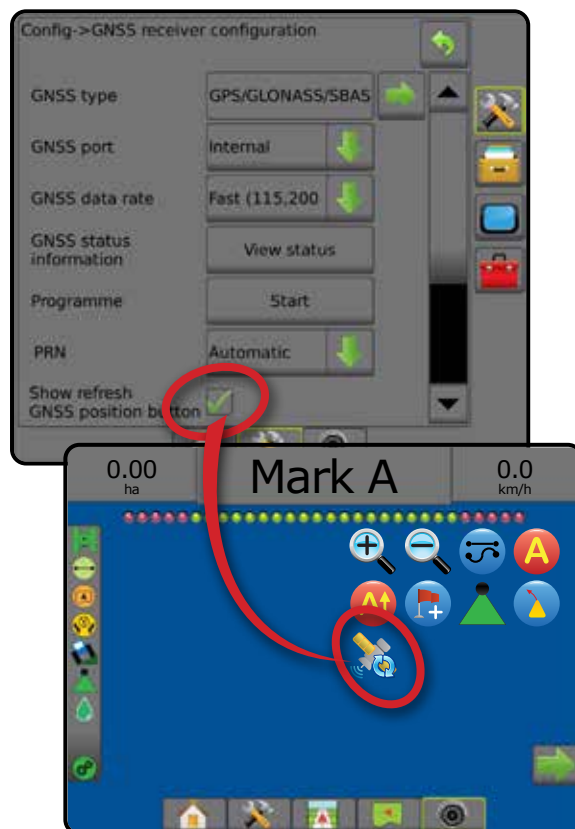 Config->GNSS receiver configuration
GNSS type GPS/GLONASS/SBAS
GNSS port Internal
GNSS data rate Fast (115,200
GNSS status
information View status
Programme Start
PRN Automatic
Show refresh
GNSS position button
0.00
ha
Mark A
0.0
km/h
A
A